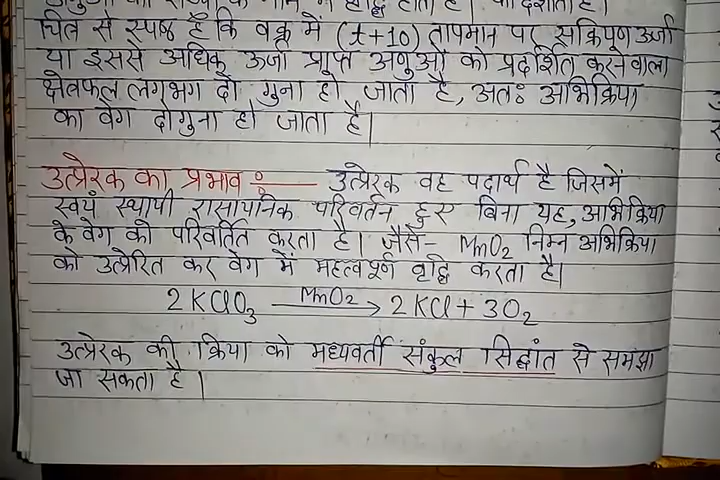 चित्र से स्पष्ट है कि वक्र में (t+10) तापमान पर सक्रियण ऊर्जा
या इससे अधिक ऊर्जा प्राप्त अणुओं को प्रदर्शित करने वाला
क्षेत्रफल लगभग दो गुना हो जाता है, अतः अभिक्रिया
का वेग दोगुना हो जाता है।
उत्प्रेरक का प्रभाव :— उत्प्रेरक वह पदार्थ है जिसमें
स्वयं स्थायी रासायनिक परिवर्तन हुए बिना यह, अभिक्रिया
के वेग को परिवर्तित करता है। जैसे- MnO₂ निम्न अभिक्रिया
को उत्प्रेरित कर वेग में महत्वपूर्ण वृद्धि करता है।
2KClO₃ —MnO₂→ 2KCl + 3O₂
उत्प्रेरक की क्रिया को मध्यवर्ती संकुल सिद्धांत से समझा
जा सकता है।